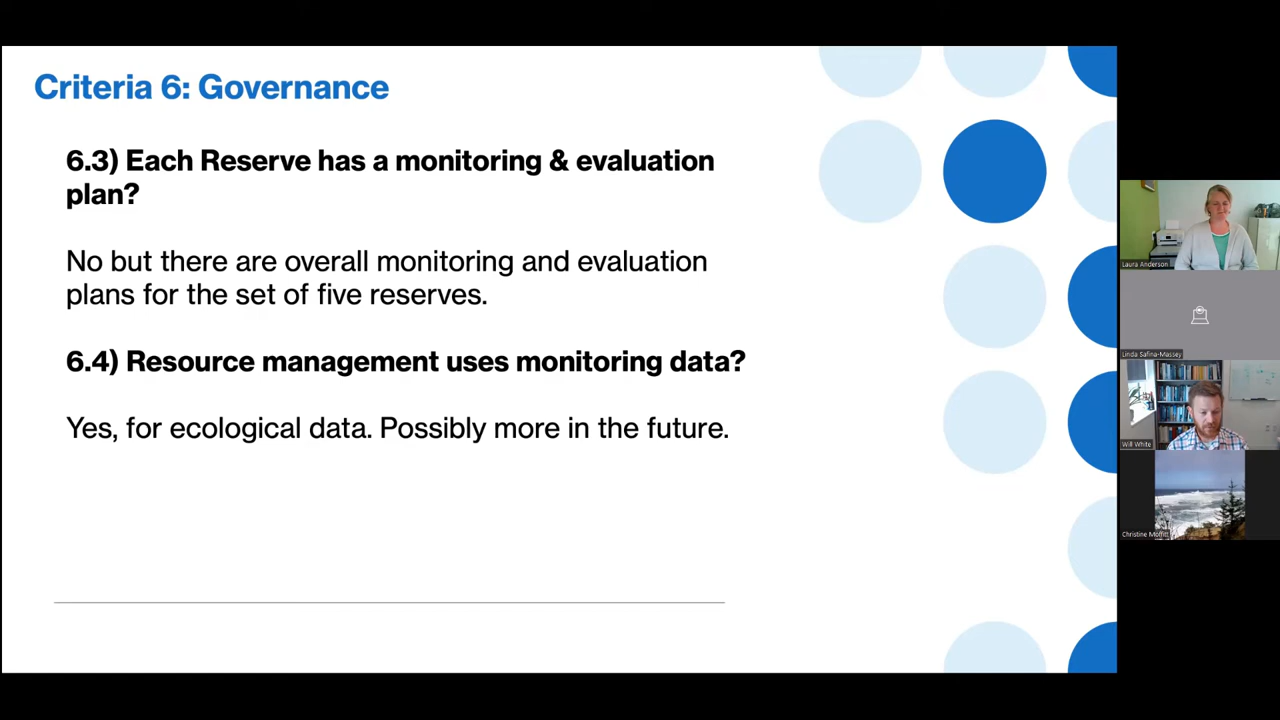 Criteria 6: Governance
6.3) Each Reserve has a monitoring & evaluation
plan?
No but there are overall monitoring and evaluation
plans for the set of five reserves.
6.4) Resource management uses monitoring data?
Yes, for ecological data. Possibly more in the future.
Laura Anderson
Linda Safina-Massey
Will White
Christine Moffitt